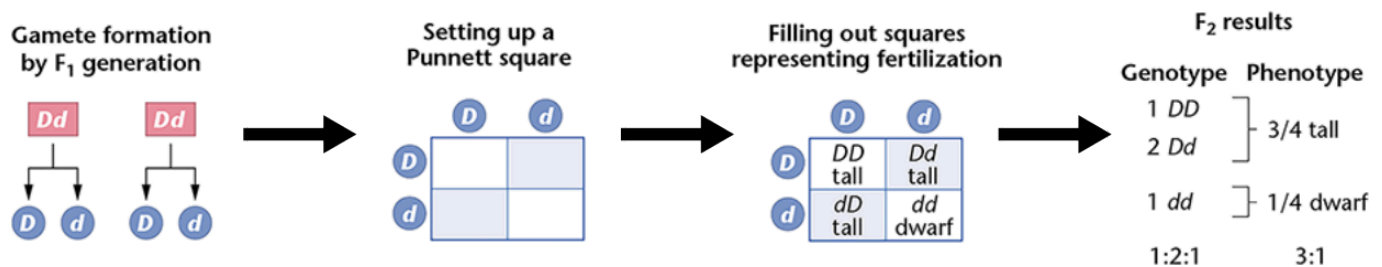 Gamete formation
by F₁ generation
Dd Dd
D d D d
Setting up a
Punnett square
D d
D
d
Filling out squares
representing fertilization
D d
D DD Dd
tall tall
d dD dd
tall dwarf
F₂ results
Genotype Phenotype
1 DD
3/4 tall
2 Dd
1 dd 1/4 dwarf
1:2:1 3:1